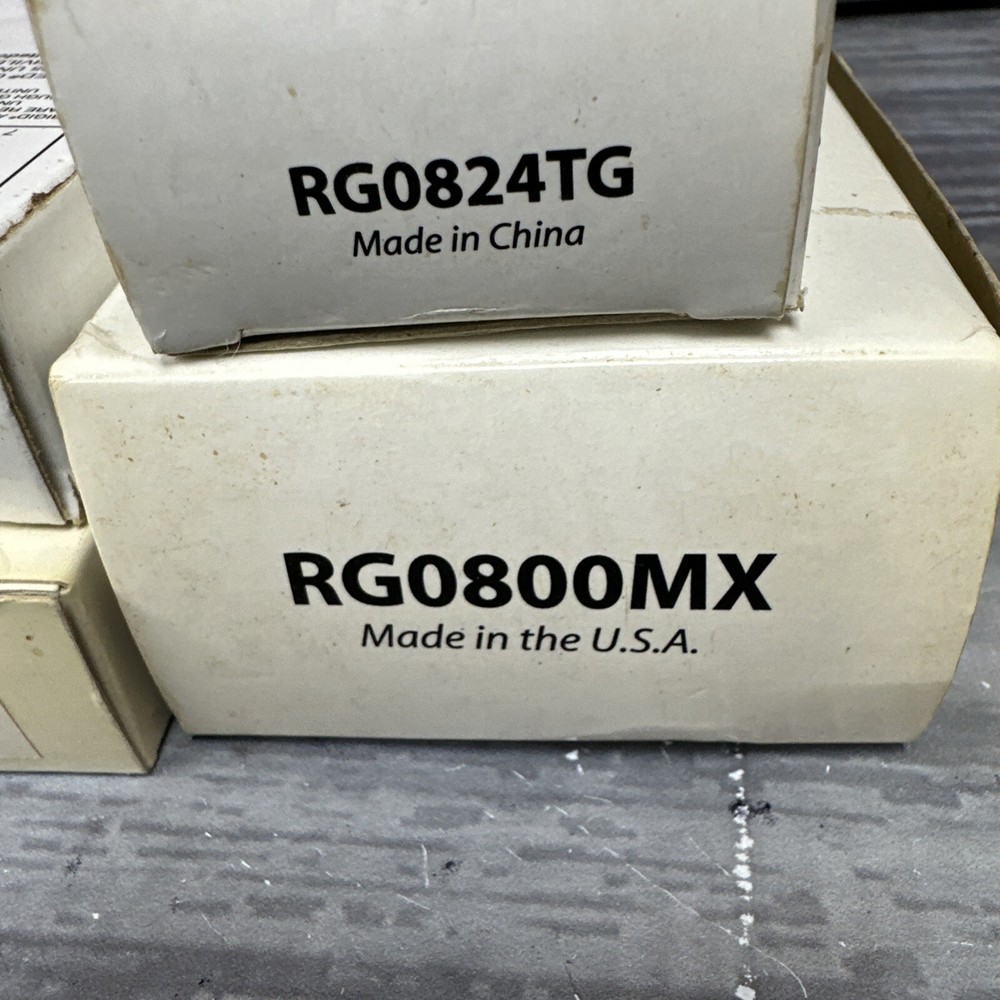 RG0824TG
Made in China
RG0800MX
Made in the U.S.A.